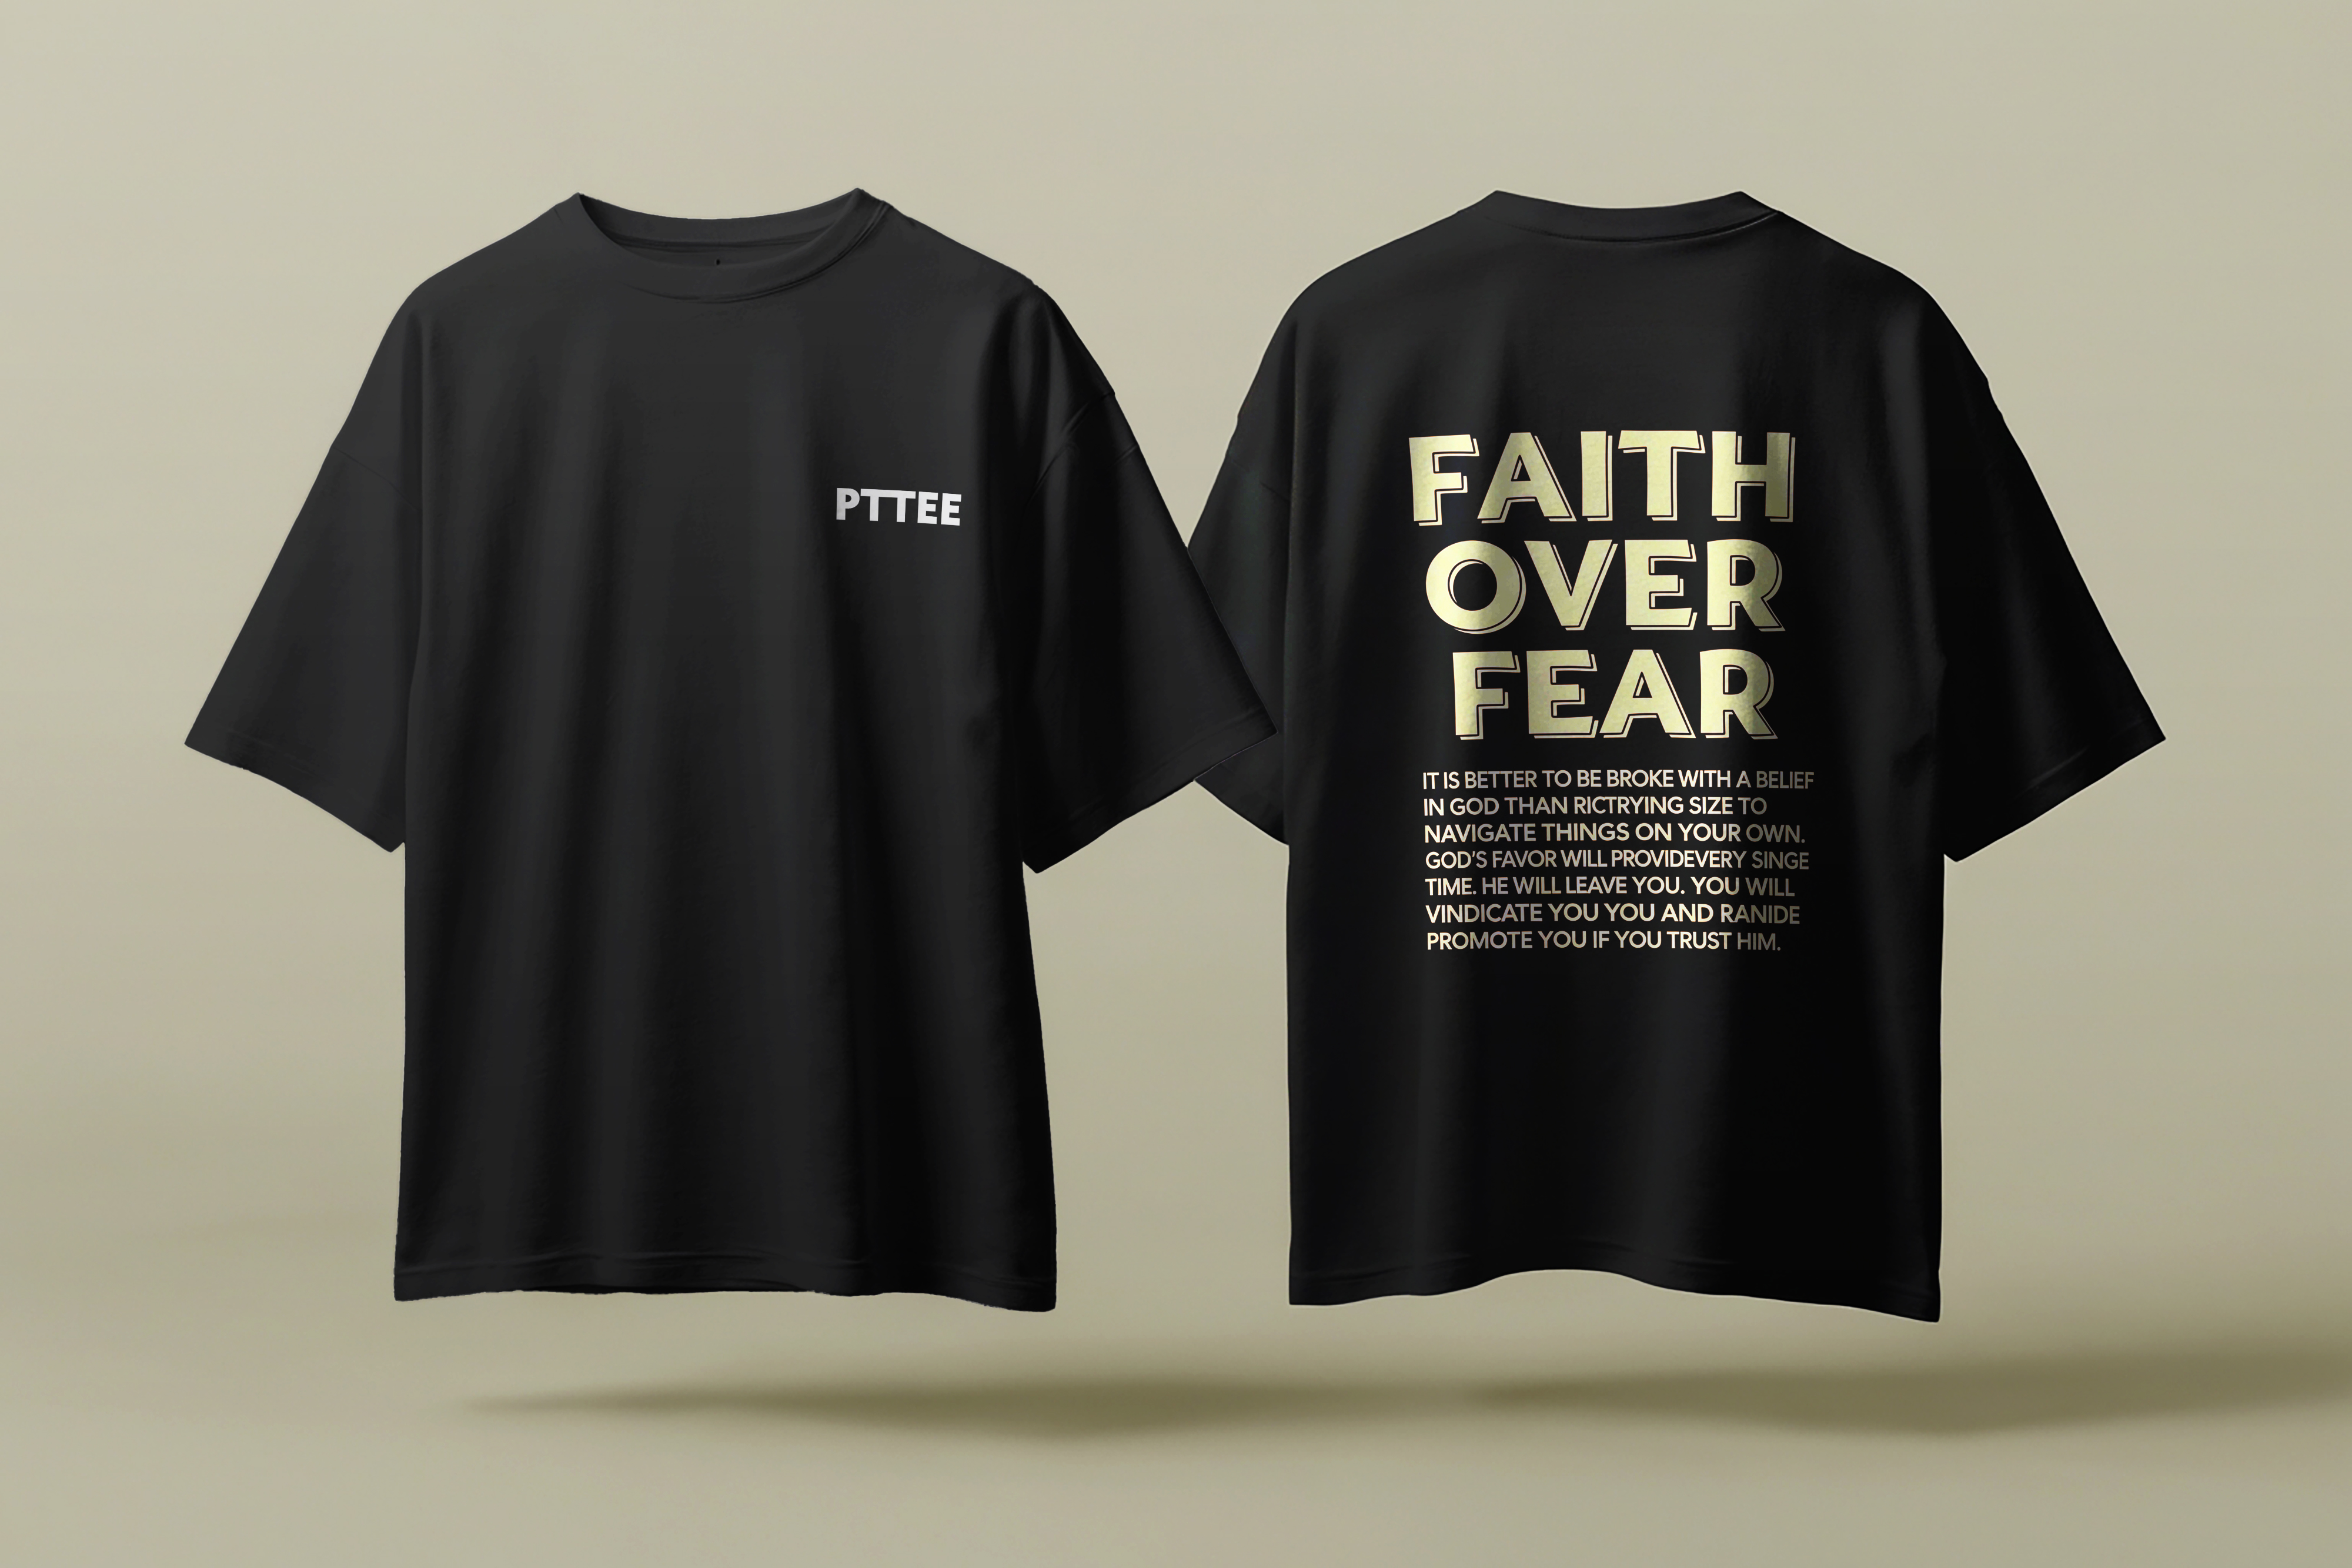 PTTEE
FAITH
OVER
FEAR
IT IS BETTER TO BE BROKE WITH A BELIEF
IN GOD THAN RICTRYING SIZE TO
NAVIGATE THINGS ON YOUR OWN.
GOD'S FAVOR WILL PROVIDEVERY SINGE
TIME. HE WILL LEAVE YOU. YOU WILL
VINDICATE YOU YOU AND RANIDE
PROMOTE YOU IF YOU TRUST HIM.